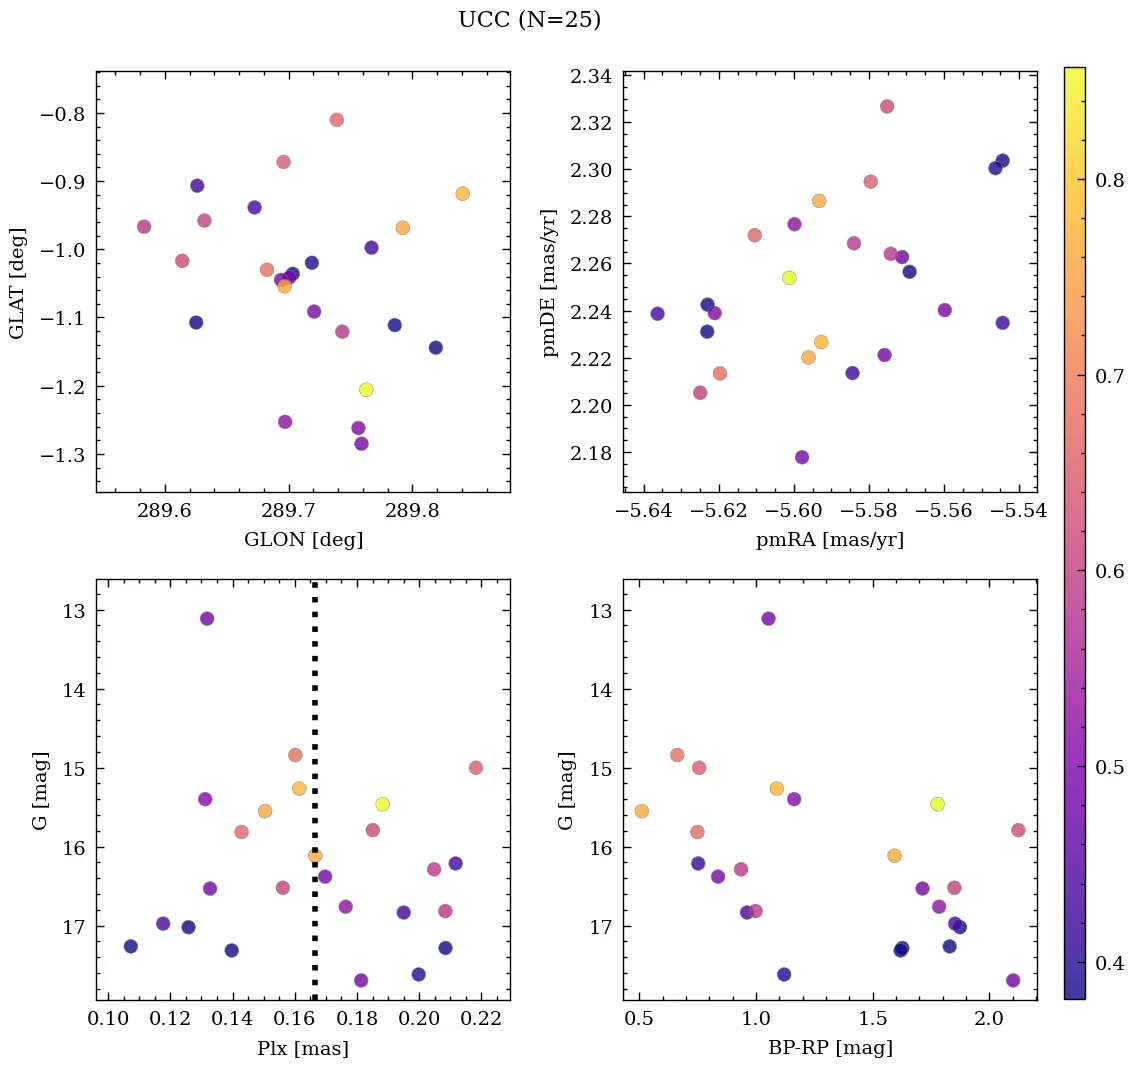 UCC (N=25)
−0.8
−0.9
−1.0
−1.1
−1.2
−1.3
GLAT [deg]
289.6 289.7 289.8
GLON [deg]
2.34
2.32
2.30
2.28
2.26
2.24
2.22
2.20
2.18
pmDE [mas/yr]
−5.64 −5.62 −5.60 −5.58 −5.56 −5.54
pmRA [mas/yr]
13
14
15
16
17
G [mag]
0.10 0.12 0.14 0.16 0.18 0.20 0.22
Plx [mas]
13
14
15
16
17
G [mag]
0.5 1.0 1.5 2.0
BP-RP [mag]
0.8
0.7
0.6
0.5
0.4